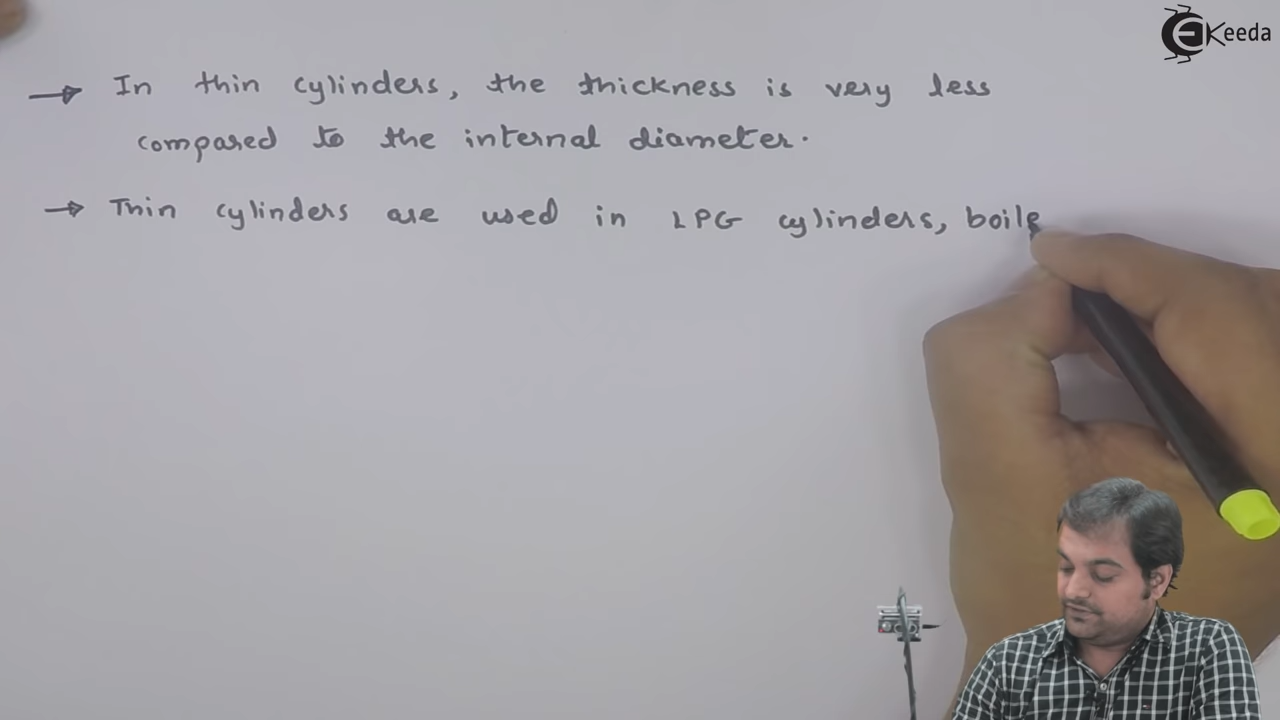 EKeeda
→ In thin cylinders, the thickness is very less
compared to the internal diameter.
→ Thin cylinders are used in LPG cylinders, boile